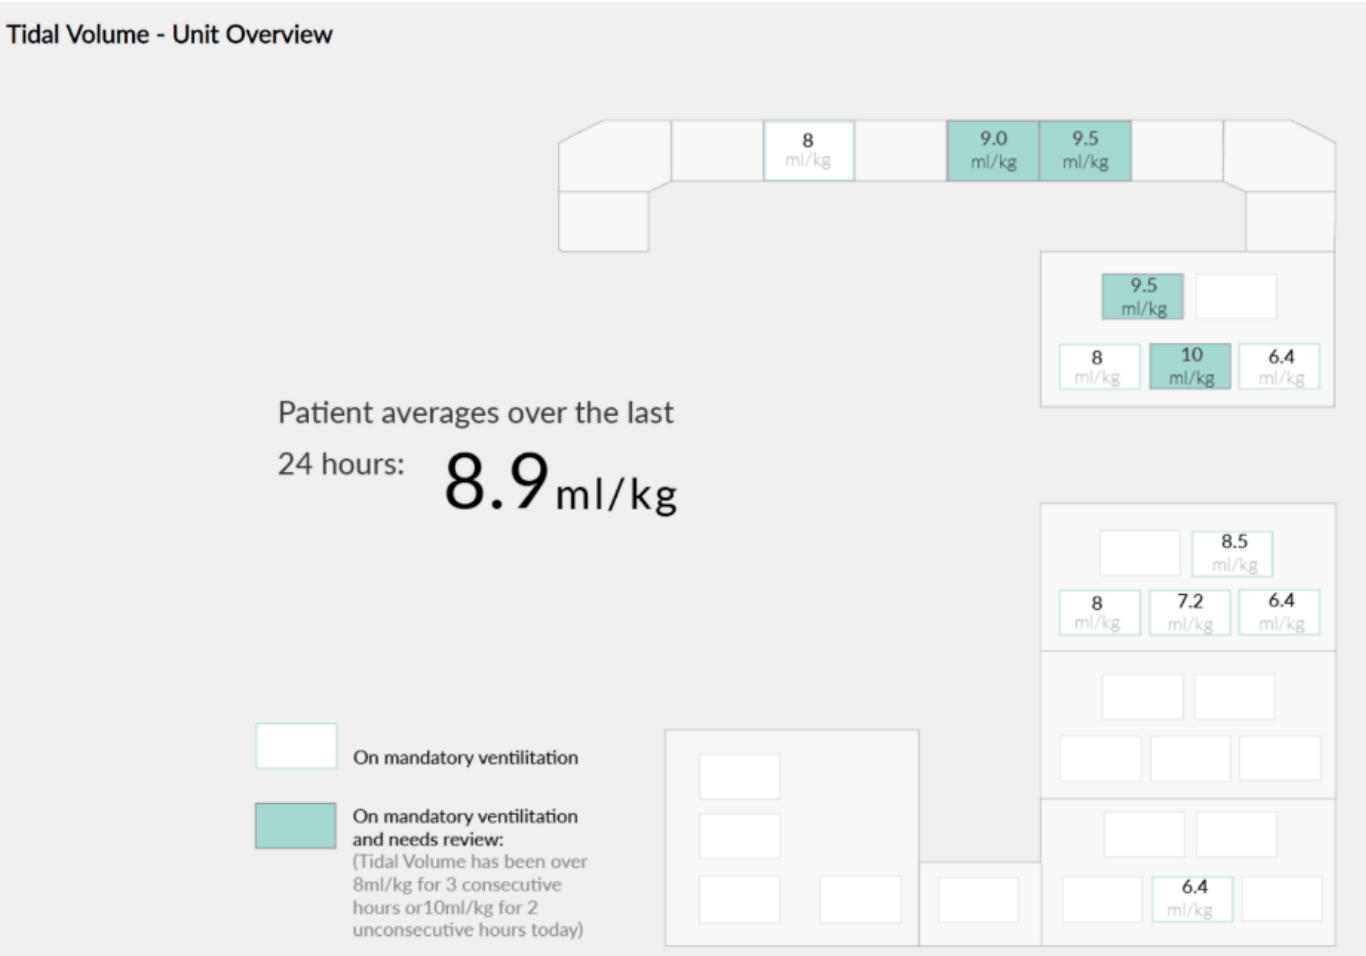 Tidal Volume - Unit Overview
8
ml/kg
9.0
ml/kg
9.5
ml/kg
9.5
ml/kg
8
ml/kg
10
ml/kg
6.4
ml/kg
Patient averages over the last
24 hours: 8.9 ml/kg
8.5
ml/kg
8
ml/kg
7.2
ml/kg
6.4
ml/kg
On mandatory ventilitation
On mandatory ventilitation
and needs review:
(Tidal Volume has been over
8ml/kg for 3 consecutive
hours or10ml/kg for 2
unconsecutive hours today)
6.4
ml/kg